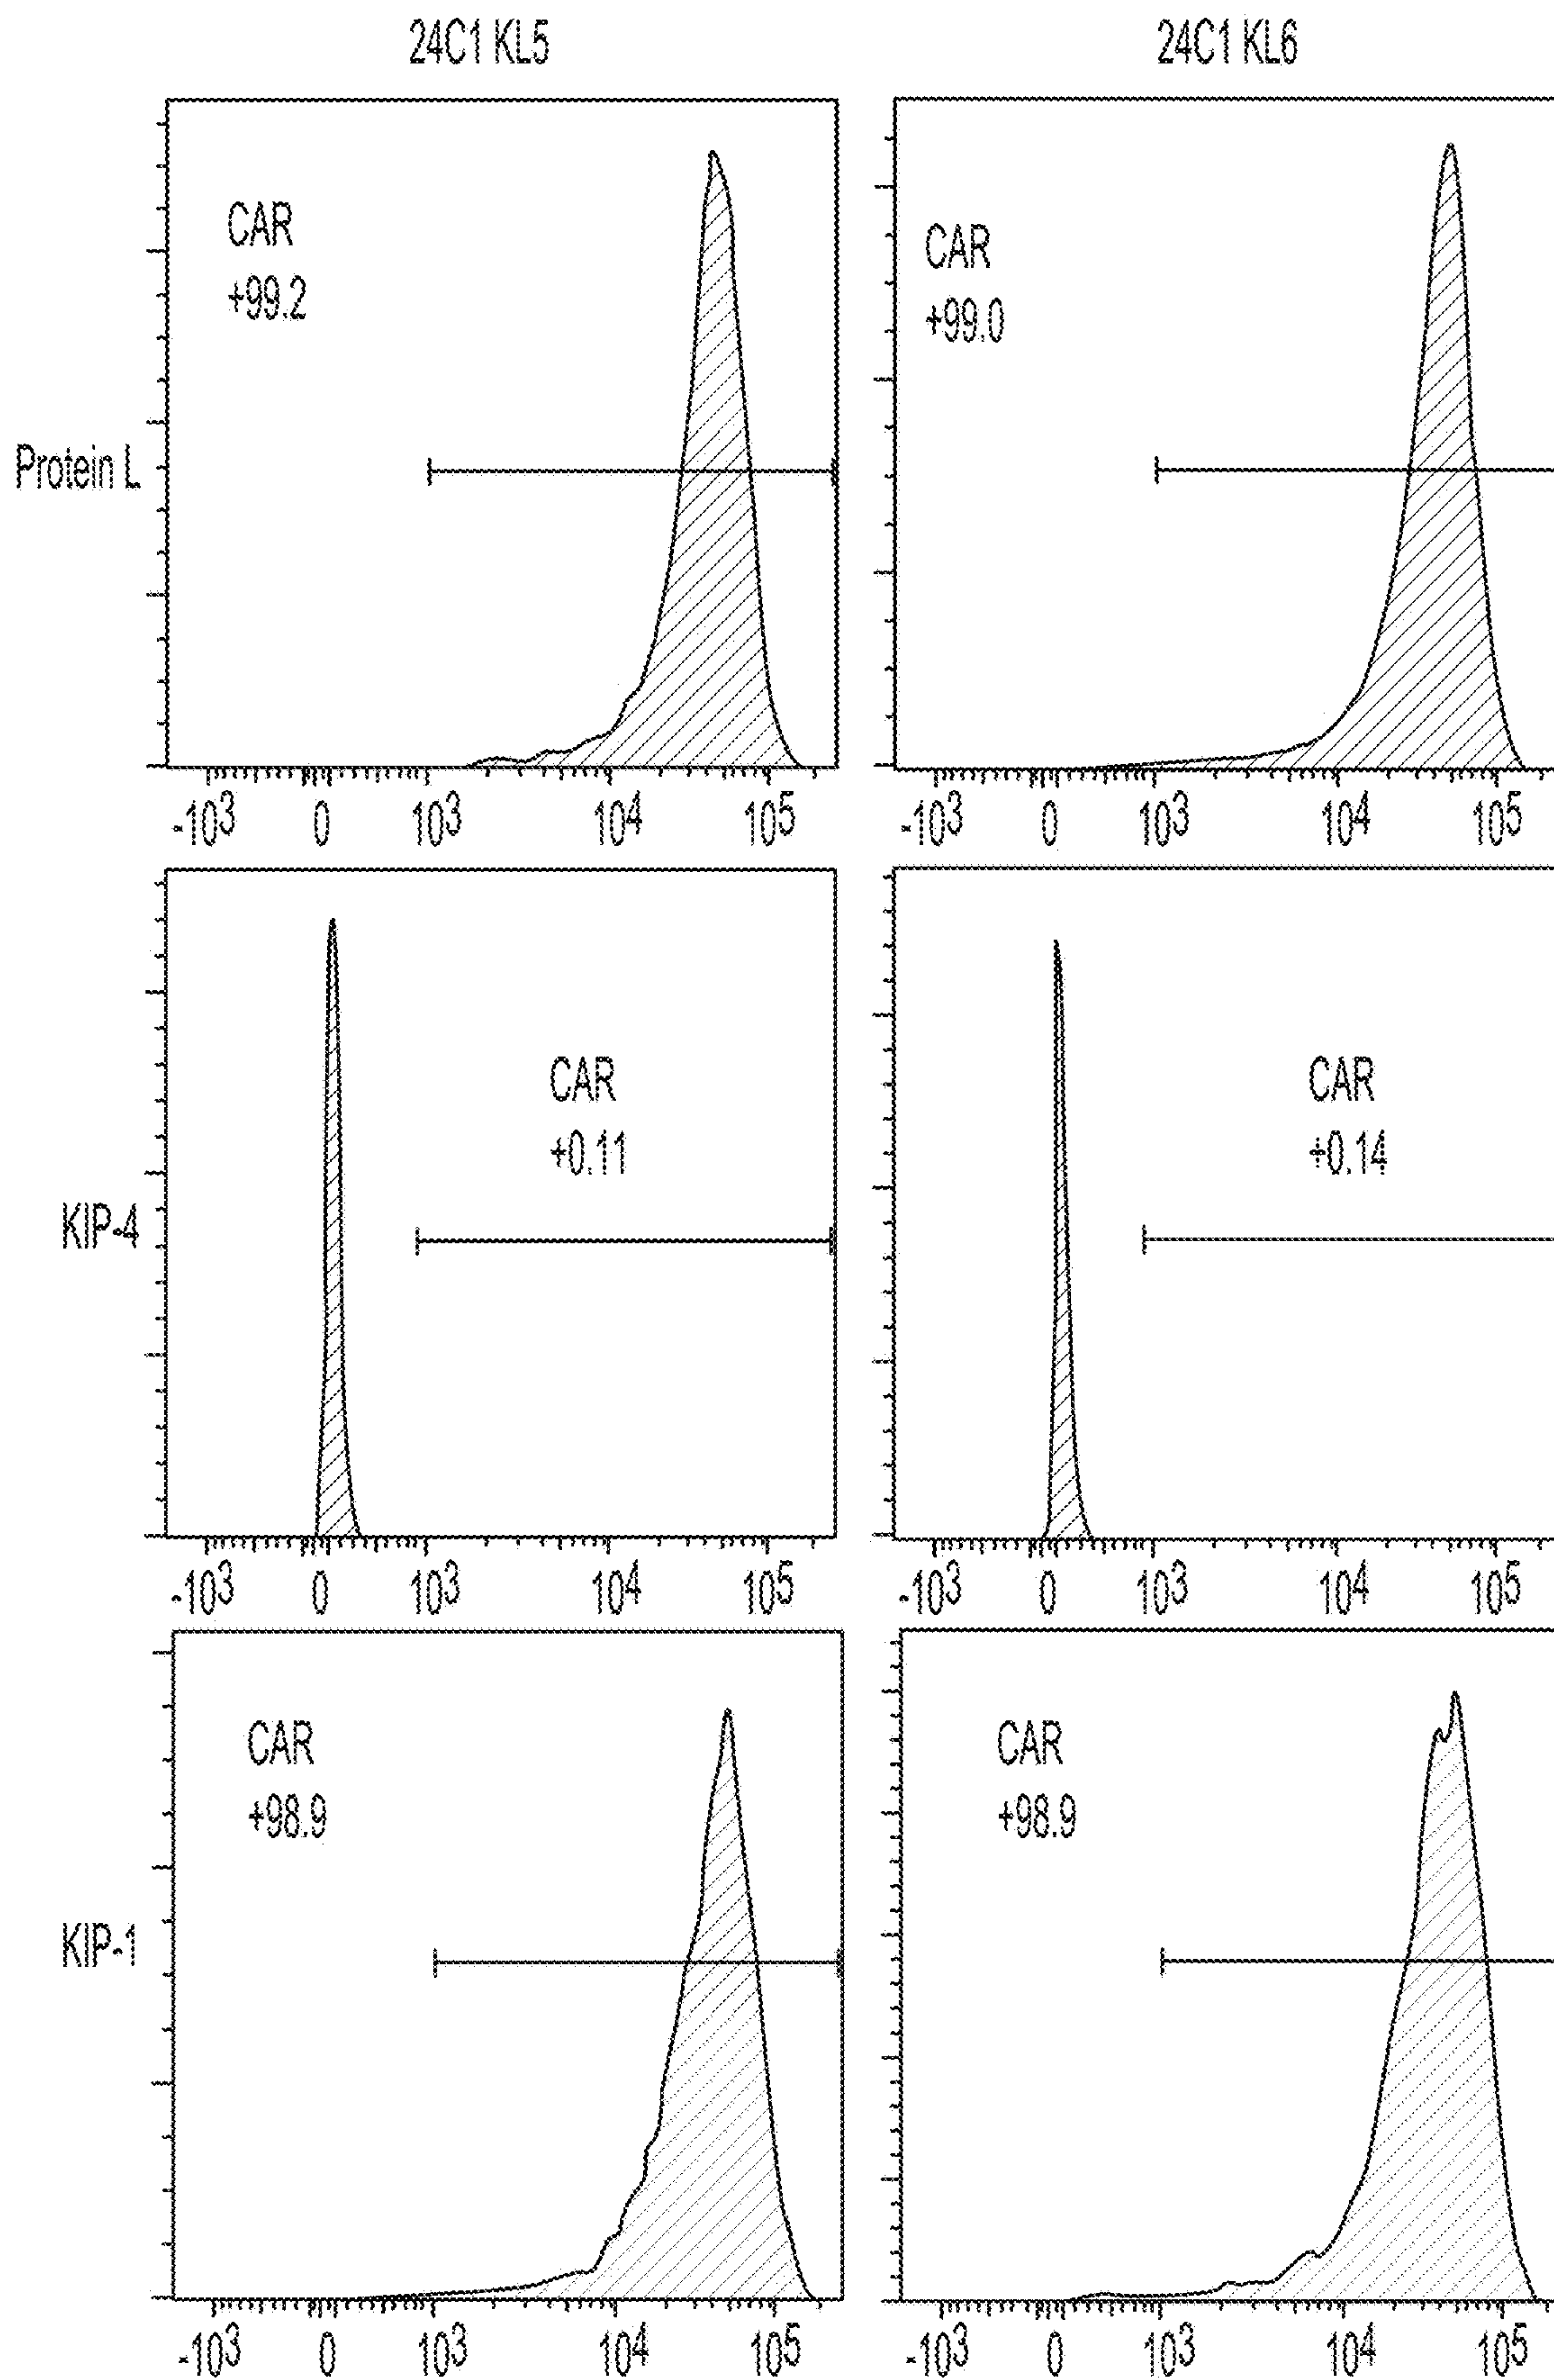 24C1 KL5 24C1 KL6
Protein L
CAR
+99.2
CAR
+99.0
-10³ 0 10³ 10⁴ 10⁵ -10³ 0 10³ 10⁴ 10⁵
KIP-4
CAR
+0.11
CAR
+0.14
-10³ 0 10³ 10⁴ 10⁵ -10³ 0 10³ 10⁴ 10⁵
KIP-1
CAR
+98.9
CAR
+98.9
-10³ 0 10³ 10⁴ 10⁵ -10³ 0 10³ 10⁴ 10⁵